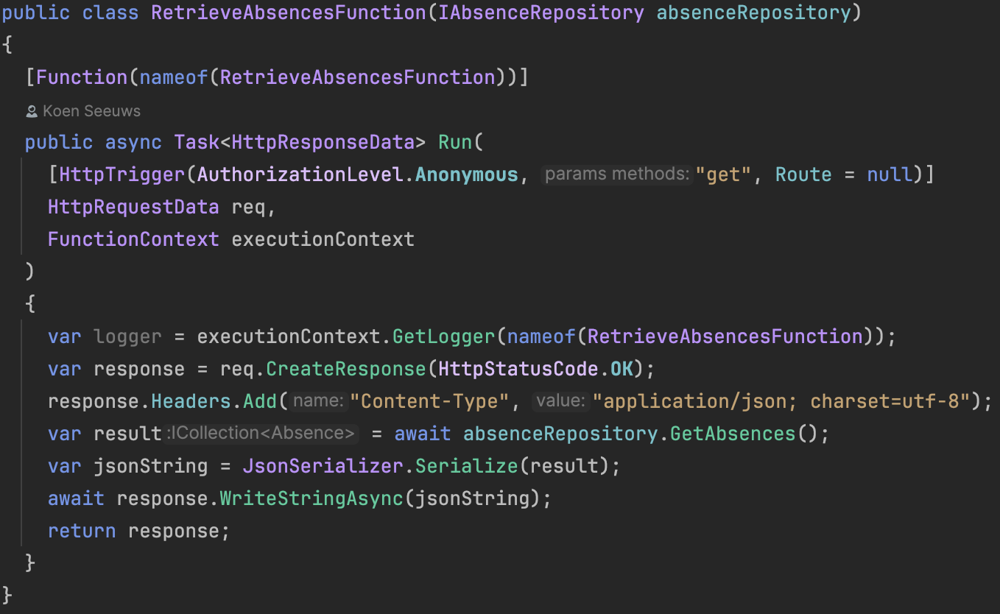 public class RetrieveAbsencesFunction(IAbsenceRepository absenceRepository)
{
[Function(nameof(RetrieveAbsencesFunction))]
Koen Seeuws
public async Task<HttpResponseData> Run(
[HttpTrigger(AuthorizationLevel.Anonymous, params methods: "get", Route = null)]
HttpRequestData req,
FunctionContext executionContext
)
{
var logger = executionContext.GetLogger(nameof(RetrieveAbsencesFunction));
var response = req.CreateResponse(HttpStatusCode.OK);
response.Headers.Add(name: "Content-Type", value: "application/json; charset=utf-8");
var result :ICollection<Absence> = await absenceRepository.GetAbsences();
var jsonString = JsonSerializer.Serialize(result);
await response.WriteStringAsync(jsonString);
return response;
}
}